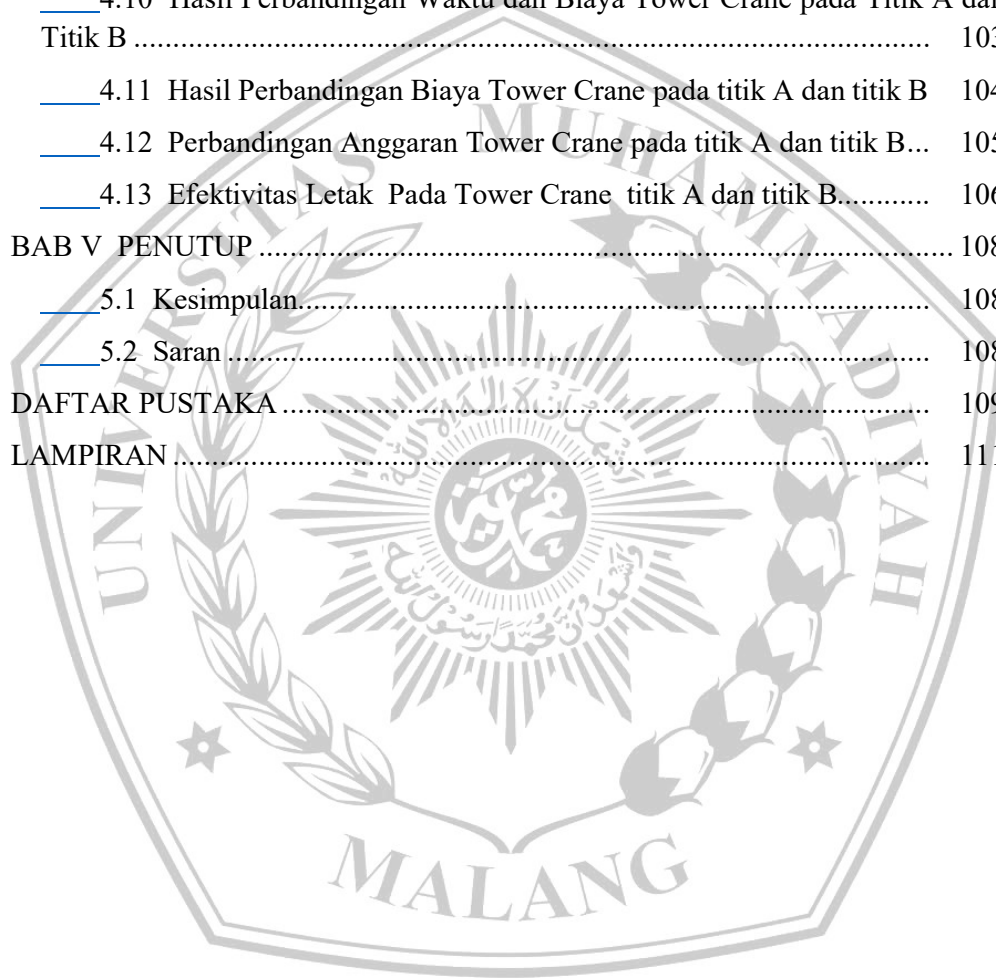 4.10 Hasil Perbandingan Waktu dan Biaya Tower Crane pada Titik A dan
Titik B .......... 103
4.11 Hasil Perbandingan Biaya Tower Crane pada titik A dan titik B 104
4.12 Perbandingan Anggaran Tower Crane pada titik A dan titik B... 105
4.13 Efektivitas Letak Pada Tower Crane titik A dan titik B............ 106
BAB V PENUTUP .......... 108
5.1 Kesimpulan.......... 108
5.2 Saran .......... 108
DAFTAR PUSTAKA .......... 109
LAMPIRAN .......... 111
UNIVERSITAS MUHAMMADIYAH
MALANG